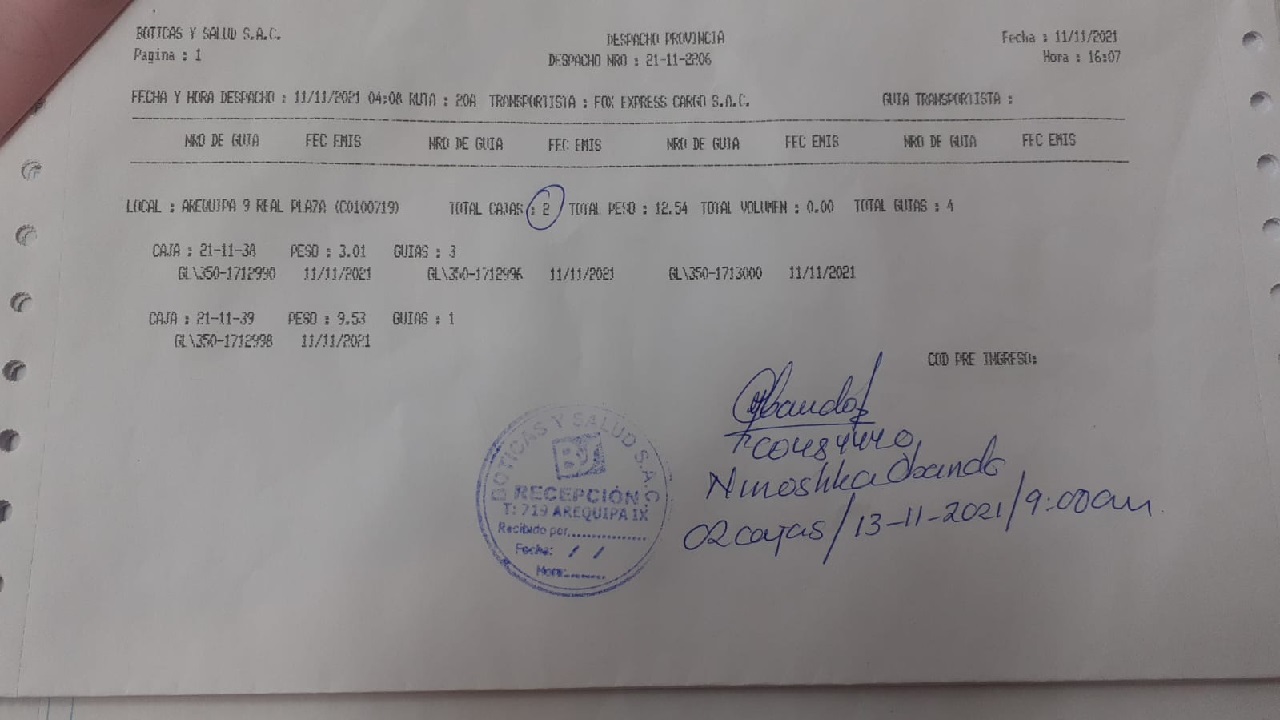 BOTICAS Y SALUD S.A.C. DESPACHO PROVINCIA Fecha : 11/11/2021
Pagina : 1 DESPACHO NRO : 21-11-2206 Hora : 16:07
FECHA Y HORA DESPACHO : 11/11/2021 04:08 RUTA : 20A TRANSPORTISTA : FOX EXPRESS CARGO S.A.C. GUIA TRANSPORTISTA :
NRO DE GUIA FEC EMIS NRO DE GUIA FEC EMIS NRO DE GUIA FEC EMIS NRO DE GUIA FEC EMIS
LOCAL : AREQUIPA 9 REAL PLAZA (C0100719) TOTAL CAJAS : 2 TOTAL PESO : 12.54 TOTAL VOLUMEN : 0.00 TOTAL GUIAS : 4
CAJA : 21-11-38 PESO : 3.01 GUIAS : 3
GL\350-1712990 11/11/2021 GL\350-1712996 11/11/2021 GL\350-1713000 11/11/2021
CAJA : 21-11-39 PESO : 9.53 GUIAS : 1
GL\350-1712998 11/11/2021
COD PRE INGRESO:
BOTICAS Y SALUD S.A.C
RECEPCIÓN
T: 719 AREQUIPA IX
Recibido por..................
Fecha: / /
Hora:.........
Ninoshka Obando
02 cajas / 13-11-2021 / 9:00am